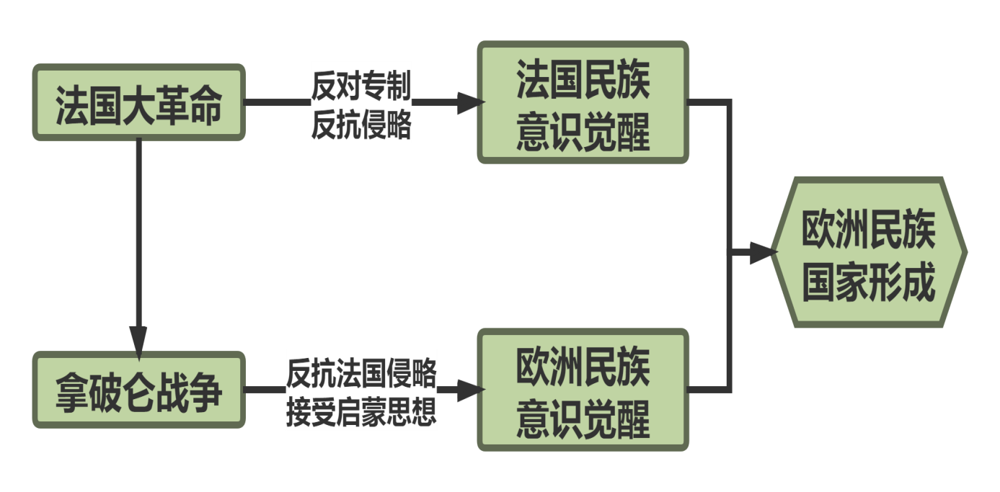 法国大革命
反对专制
反抗侵略
法国民族
意识觉醒
欧洲民族
国家形成
拿破仑战争
反抗法国侵略
接受启蒙思想
欧洲民族
意识觉醒